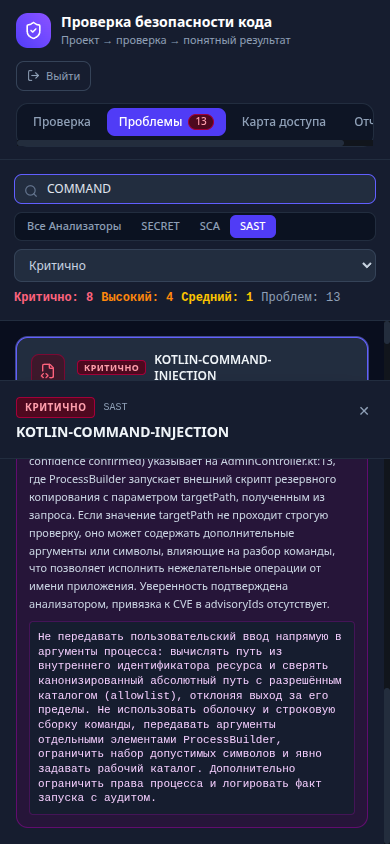 Проверка безопасности кода
Проект → проверка → понятный результат
Выйти
Проверка
Проблемы 13
Карта доступа
Отч
COMMAND
Все Анализаторы
SECRET
SCA
SAST
Критично
Критично: 8 Высокий: 4 Средний: 1 Проблем: 13
КРИТИЧНО
KOTLIN-COMMAND-
INJECTION
КРИТИЧНО SAST
×
KOTLIN-COMMAND-INJECTION
confidence confirmed) указывает на AdminController.kt:13,
где ProcessBuilder запускает внешний скрипт резервного
копирования с параметром targetPath, полученным из
запроса. Если значение targetPath не проходит строгую
проверку, оно может содержать дополнительные
аргументы или символы, влияющие на разбор команды,
что позволяет исполнить нежелательные операции от
имени приложения. Уверенность подтверждена
анализатором, привязка к CVE в advisoryIds отсутствует.
Не передавать пользовательский ввод напрямую в
аргументы процесса: вычислять путь из
внутреннего идентификатора ресурса и сверять
канонизированный абсолютный путь с разрешённым
каталогом (allowlist), отклоняя выход за его
пределы. Не использовать оболочку и строковую
сборку команды, передавать аргументы
отдельными элементами ProcessBuilder,
ограничить набор допустимых символов и явно
задавать рабочий каталог. Дополнительно
ограничить права процесса и логировать факт
запуска с аудитом.